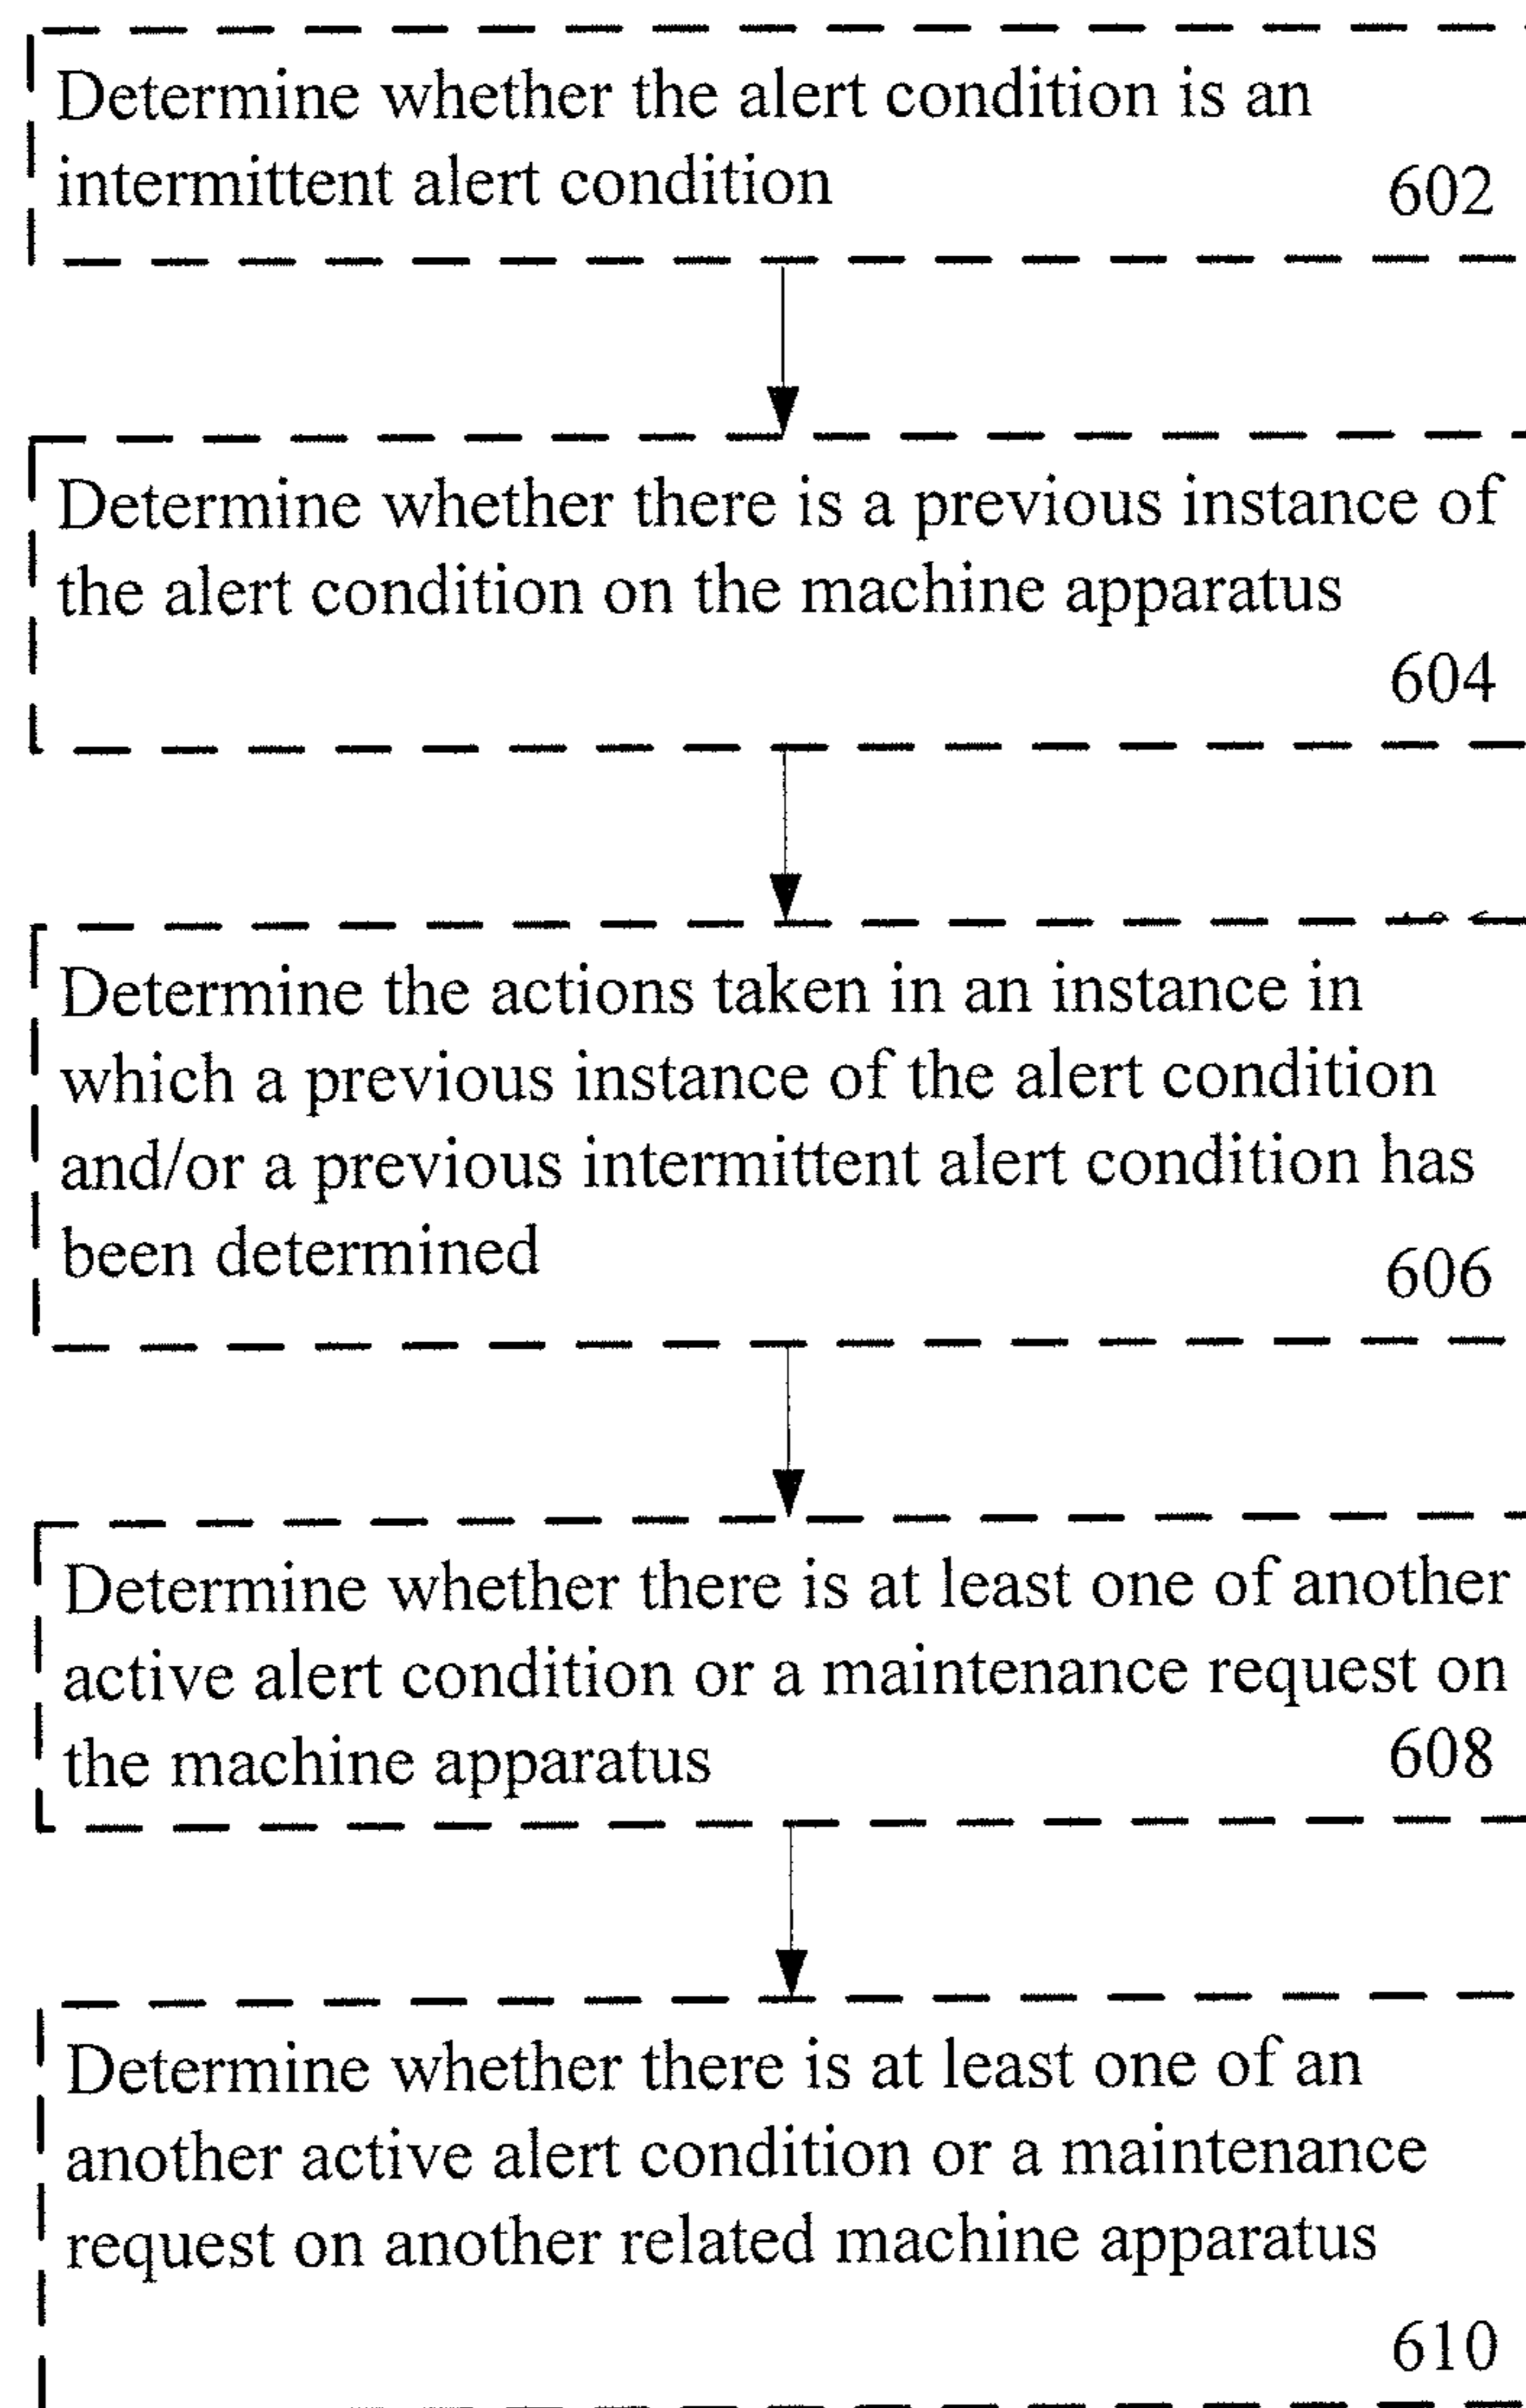 Determine whether the alert condition is an
intermittent alert condition
602
Determine whether there is a previous instance of
the alert condition on the machine apparatus
604
Determine the actions taken in an instance in
which a previous instance of the alert condition
and/or a previous intermittent alert condition has
been determined
606
Determine whether there is at least one of another
active alert condition or a maintenance request on
the machine apparatus
608
Determine whether there is at least one of an
another active alert condition or a maintenance
request on another related machine apparatus
610